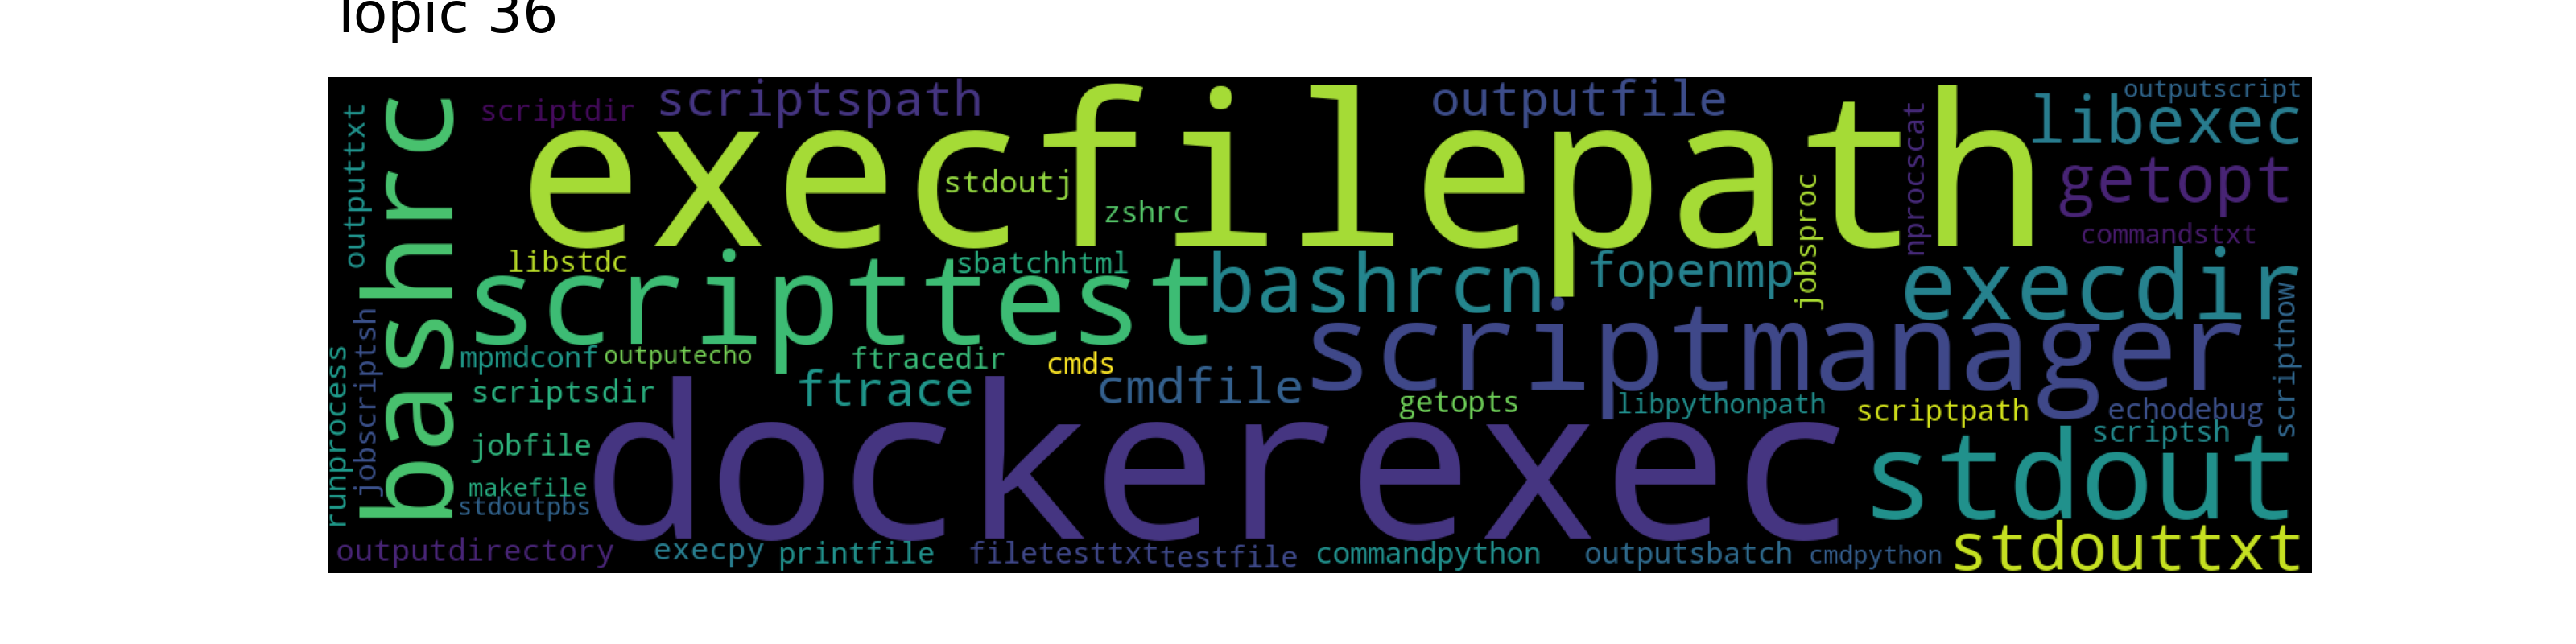 Topic 36
scriptdir
scriptspath
outputfile
outputscript
outputtxt
bashrc
execfilepath
nprocscat
libexec
stdoutj
zshrc
jobsproc
getopt
commandstxt
libstdc
scripttest
sbatchhtml
bashrcn
fopenmp
execdir
scriptnow
runprocess
jobscriptsh
mpmdconf
outputecho
ftracedir
cmds
scriptmanager
scriptsdir
ftrace
cmdfile
getopts
libpythonpath
scriptpath
echodebug
scriptsh
jobfile
dockerexec
stdout
makefile
stdoutpbs
outputdirectory
execpy
printfile
filetesttxt
testfile
commandpython
outputsbatch
cmdpython
stdouttxt